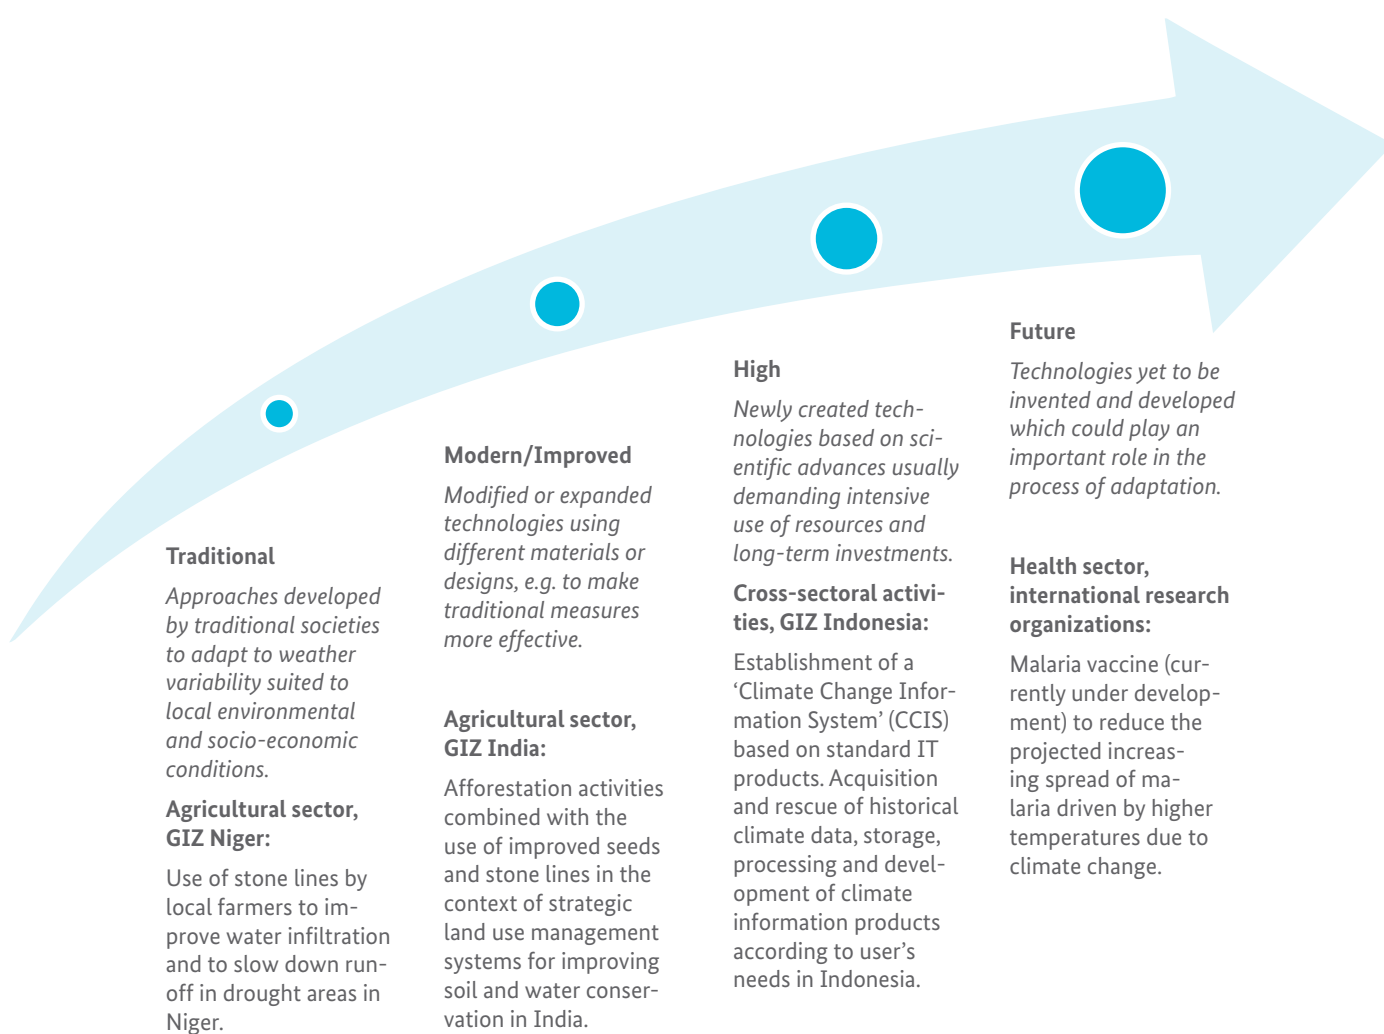 Traditional
Approaches developed
by traditional societies
to adapt to weather
variability suited to
local environmental
and socio-economic
conditions.
Agricultural sector,
GIZ Niger:
Use of stone lines by
local farmers to im-
prove water infiltration
and to slow down run-
off in drought areas in
Niger.
Modern/Improved
Modified or expanded
technologies using
different materials or
designs, e.g. to make
traditional measures
more effective.
Agricultural sector,
GIZ India:
Afforestation activities
combined with the
use of improved seeds
and stone lines in the
context of strategic
land use management
systems for improving
soil and water conser-
vation in India.
High
Newly created tech-
nologies based on sci-
entific advances usually
demanding intensive
use of resources and
long-term investments.
Cross-sectoral activi-
ties, GIZ Indonesia:
Establishment of a
‘Climate Change Infor-
mation System’ (CCIS)
based on standard IT
products. Acquisition
and rescue of historical
climate data, storage,
processing and devel-
opment of climate
information products
according to user’s
needs in Indonesia.
Future
Technologies yet to be
invented and developed
which could play an
important role in the
process of adaptation.
Health sector,
international research
organizations:
Malaria vaccine (cur-
rently under develop-
ment) to reduce the
projected increas-
ing spread of ma-
laria driven by higher
temperatures due to
climate change.